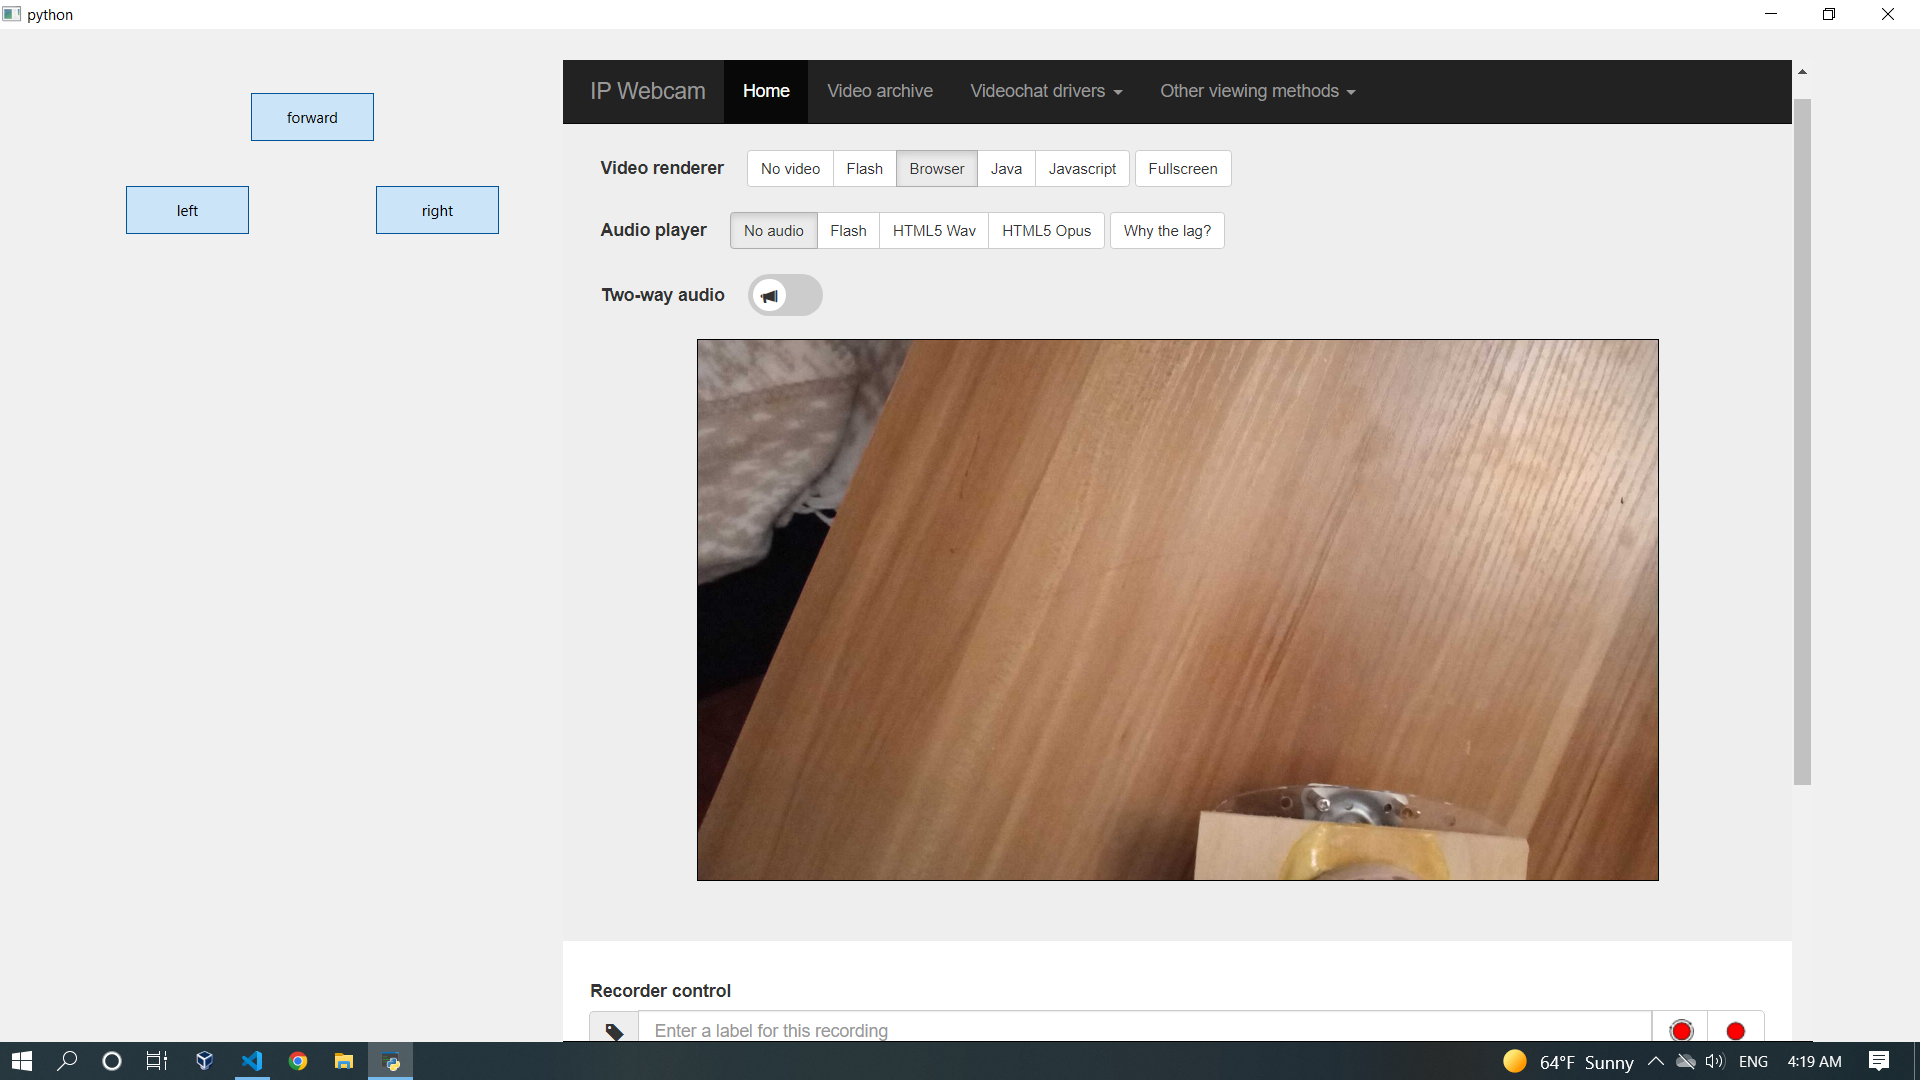 python
forward
left
right
IP Webcam Home Video archive Videochat drivers Other viewing methods
Video renderer No video Flash Browser Java Javascript Fullscreen
Audio player No audio Flash HTML5 Wav HTML5 Opus Why the lag?
Two-way audio
Recorder control
Enter a label for this recording
64°F Sunny ENG 4:19 AM